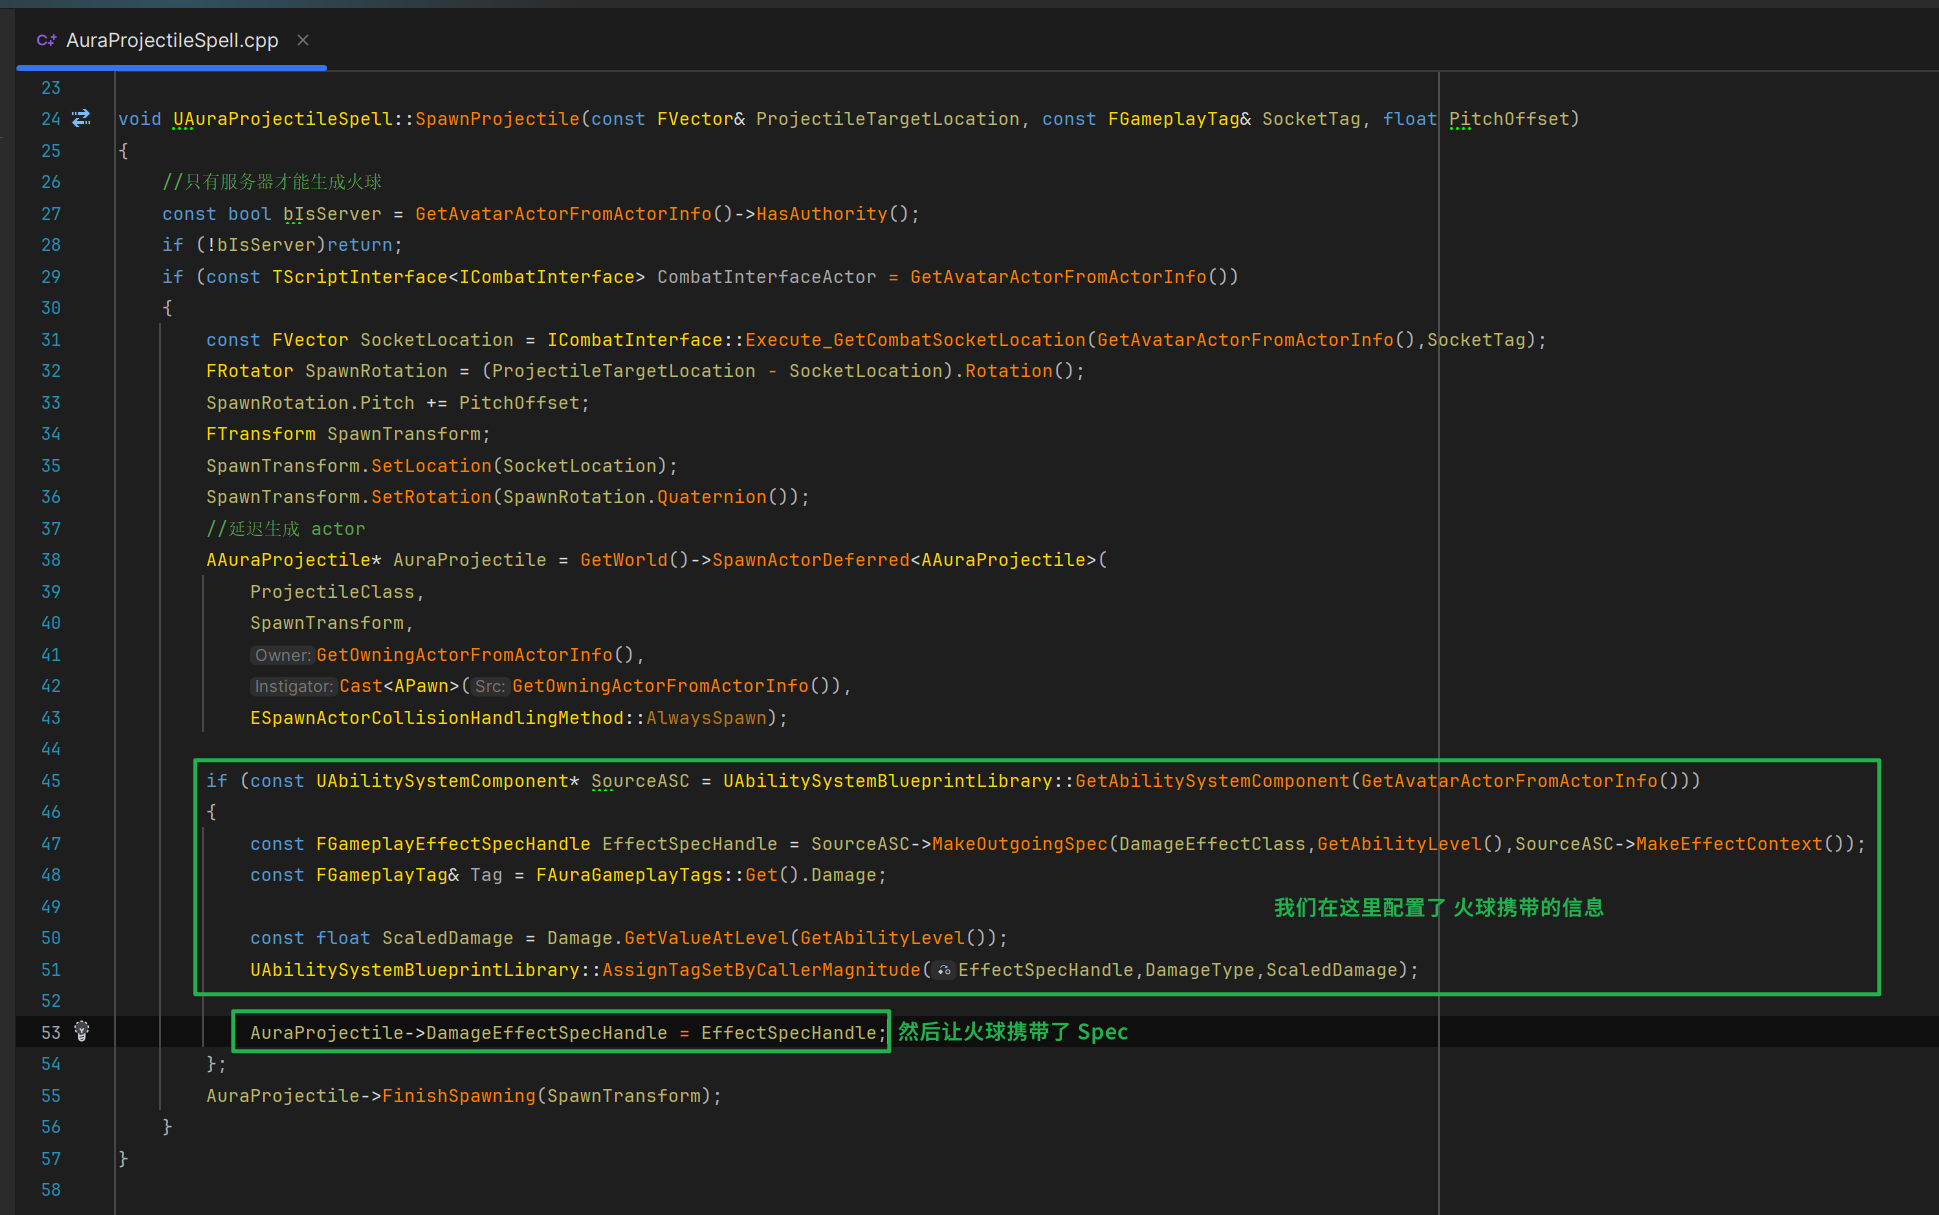 C++ AuraProjectileSpell.cpp ×
23
24 void UAuraProjectileSpell::SpawnProjectile(const FVector& ProjectileTargetLocation, const FGameplayTag& SocketTag, float PitchOffset)
25 {
26 //只有服务器才能生成火球
27 const bool bIsServer = GetAvatarActorFromActorInfo()->HasAuthority();
28 if (!bIsServer)return;
29 if (const TScriptInterface<ICombatInterface> CombatInterfaceActor = GetAvatarActorFromActorInfo())
30 {
31 const FVector SocketLocation = ICombatInterface::Execute_GetCombatSocketLocation(GetAvatarActorFromActorInfo(),SocketTag);
32 FRotator SpawnRotation = (ProjectileTargetLocation - SocketLocation).Rotation();
33 SpawnRotation.Pitch += PitchOffset;
34 FTransform SpawnTransform;
35 SpawnTransform.SetLocation(SocketLocation);
36 SpawnTransform.SetRotation(SpawnRotation.Quaternion());
37 //延迟生成 actor
38 AAuraProjectile* AuraProjectile = GetWorld()->SpawnActorDeferred<AAuraProjectile>(
39 ProjectileClass,
40 SpawnTransform,
41 Owner: GetOwningActorFromActorInfo(),
42 Instigator: Cast<APawn>( Src: GetOwningActorFromActorInfo()),
43 ESpawnActorCollisionHandlingMethod::AlwaysSpawn);
44
45 if (const UAbilitySystemComponent* SourceASC = UAbilitySystemBlueprintLibrary::GetAbilitySystemComponent(GetAvatarActorFromActorInfo()))
46 {
47 const FGameplayEffectSpecHandle EffectSpecHandle = SourceASC->MakeOutgoingSpec(DamageEffectClass,GetAbilityLevel(),SourceASC->MakeEffectContext());
48 const FGameplayTag& Tag = FAuraGameplayTags::Get().Damage;
49 我们在这里配置了 火球携带的信息
50 const float ScaledDamage = Damage.GetValueAtLevel(GetAbilityLevel());
51 UAbilitySystemBlueprintLibrary::AssignTagSetByCallerMagnitude(EffectSpecHandle,DamageType,ScaledDamage);
52
53 AuraProjectile->DamageEffectSpecHandle = EffectSpecHandle; 然后让火球携带了 Spec
54 };
55 AuraProjectile->FinishSpawning(SpawnTransform);
56 }
57 }
58